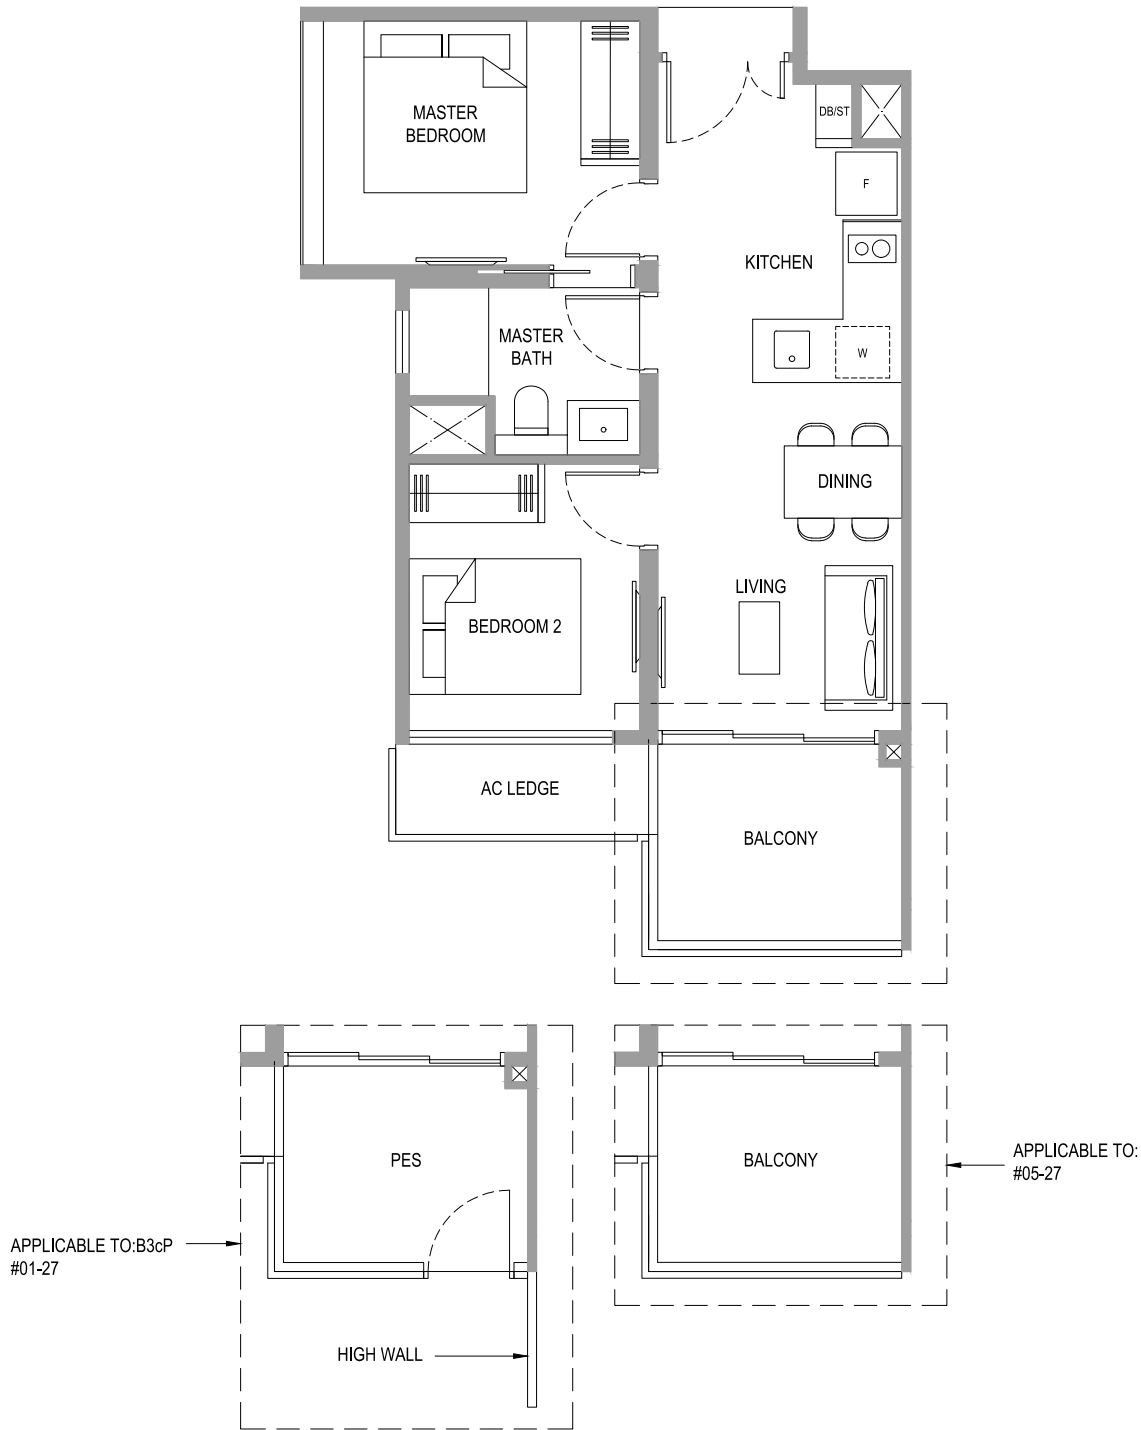 MASTER
BEDROOM
DB/ST
F
KITCHEN
MASTER
BATH
W
DINING
LIVING
BEDROOM 2
AC LEDGE
BALCONY
PES
BALCONY
APPLICABLE TO:
#05-27
APPLICABLE TO:B3cP
#01-27
HIGH WALL